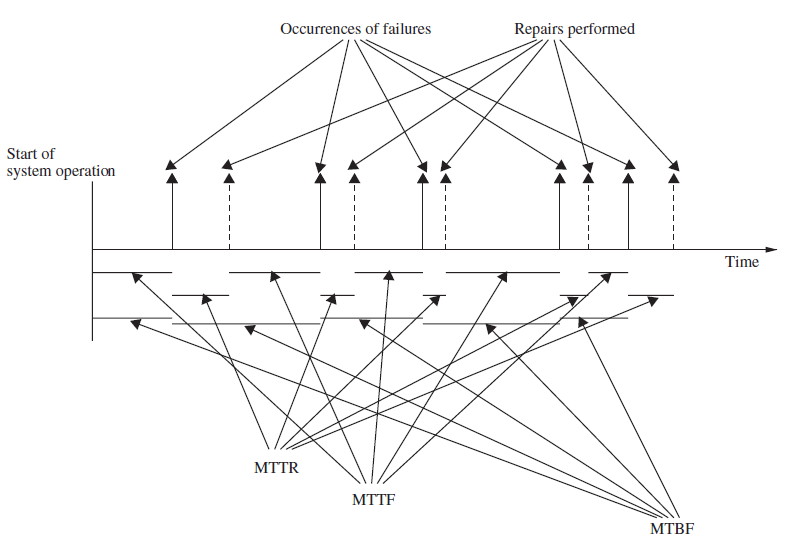 Occurrences of failures
Repairs performed
Start of
system operation
Time
MTTR
MTTF
MTBF